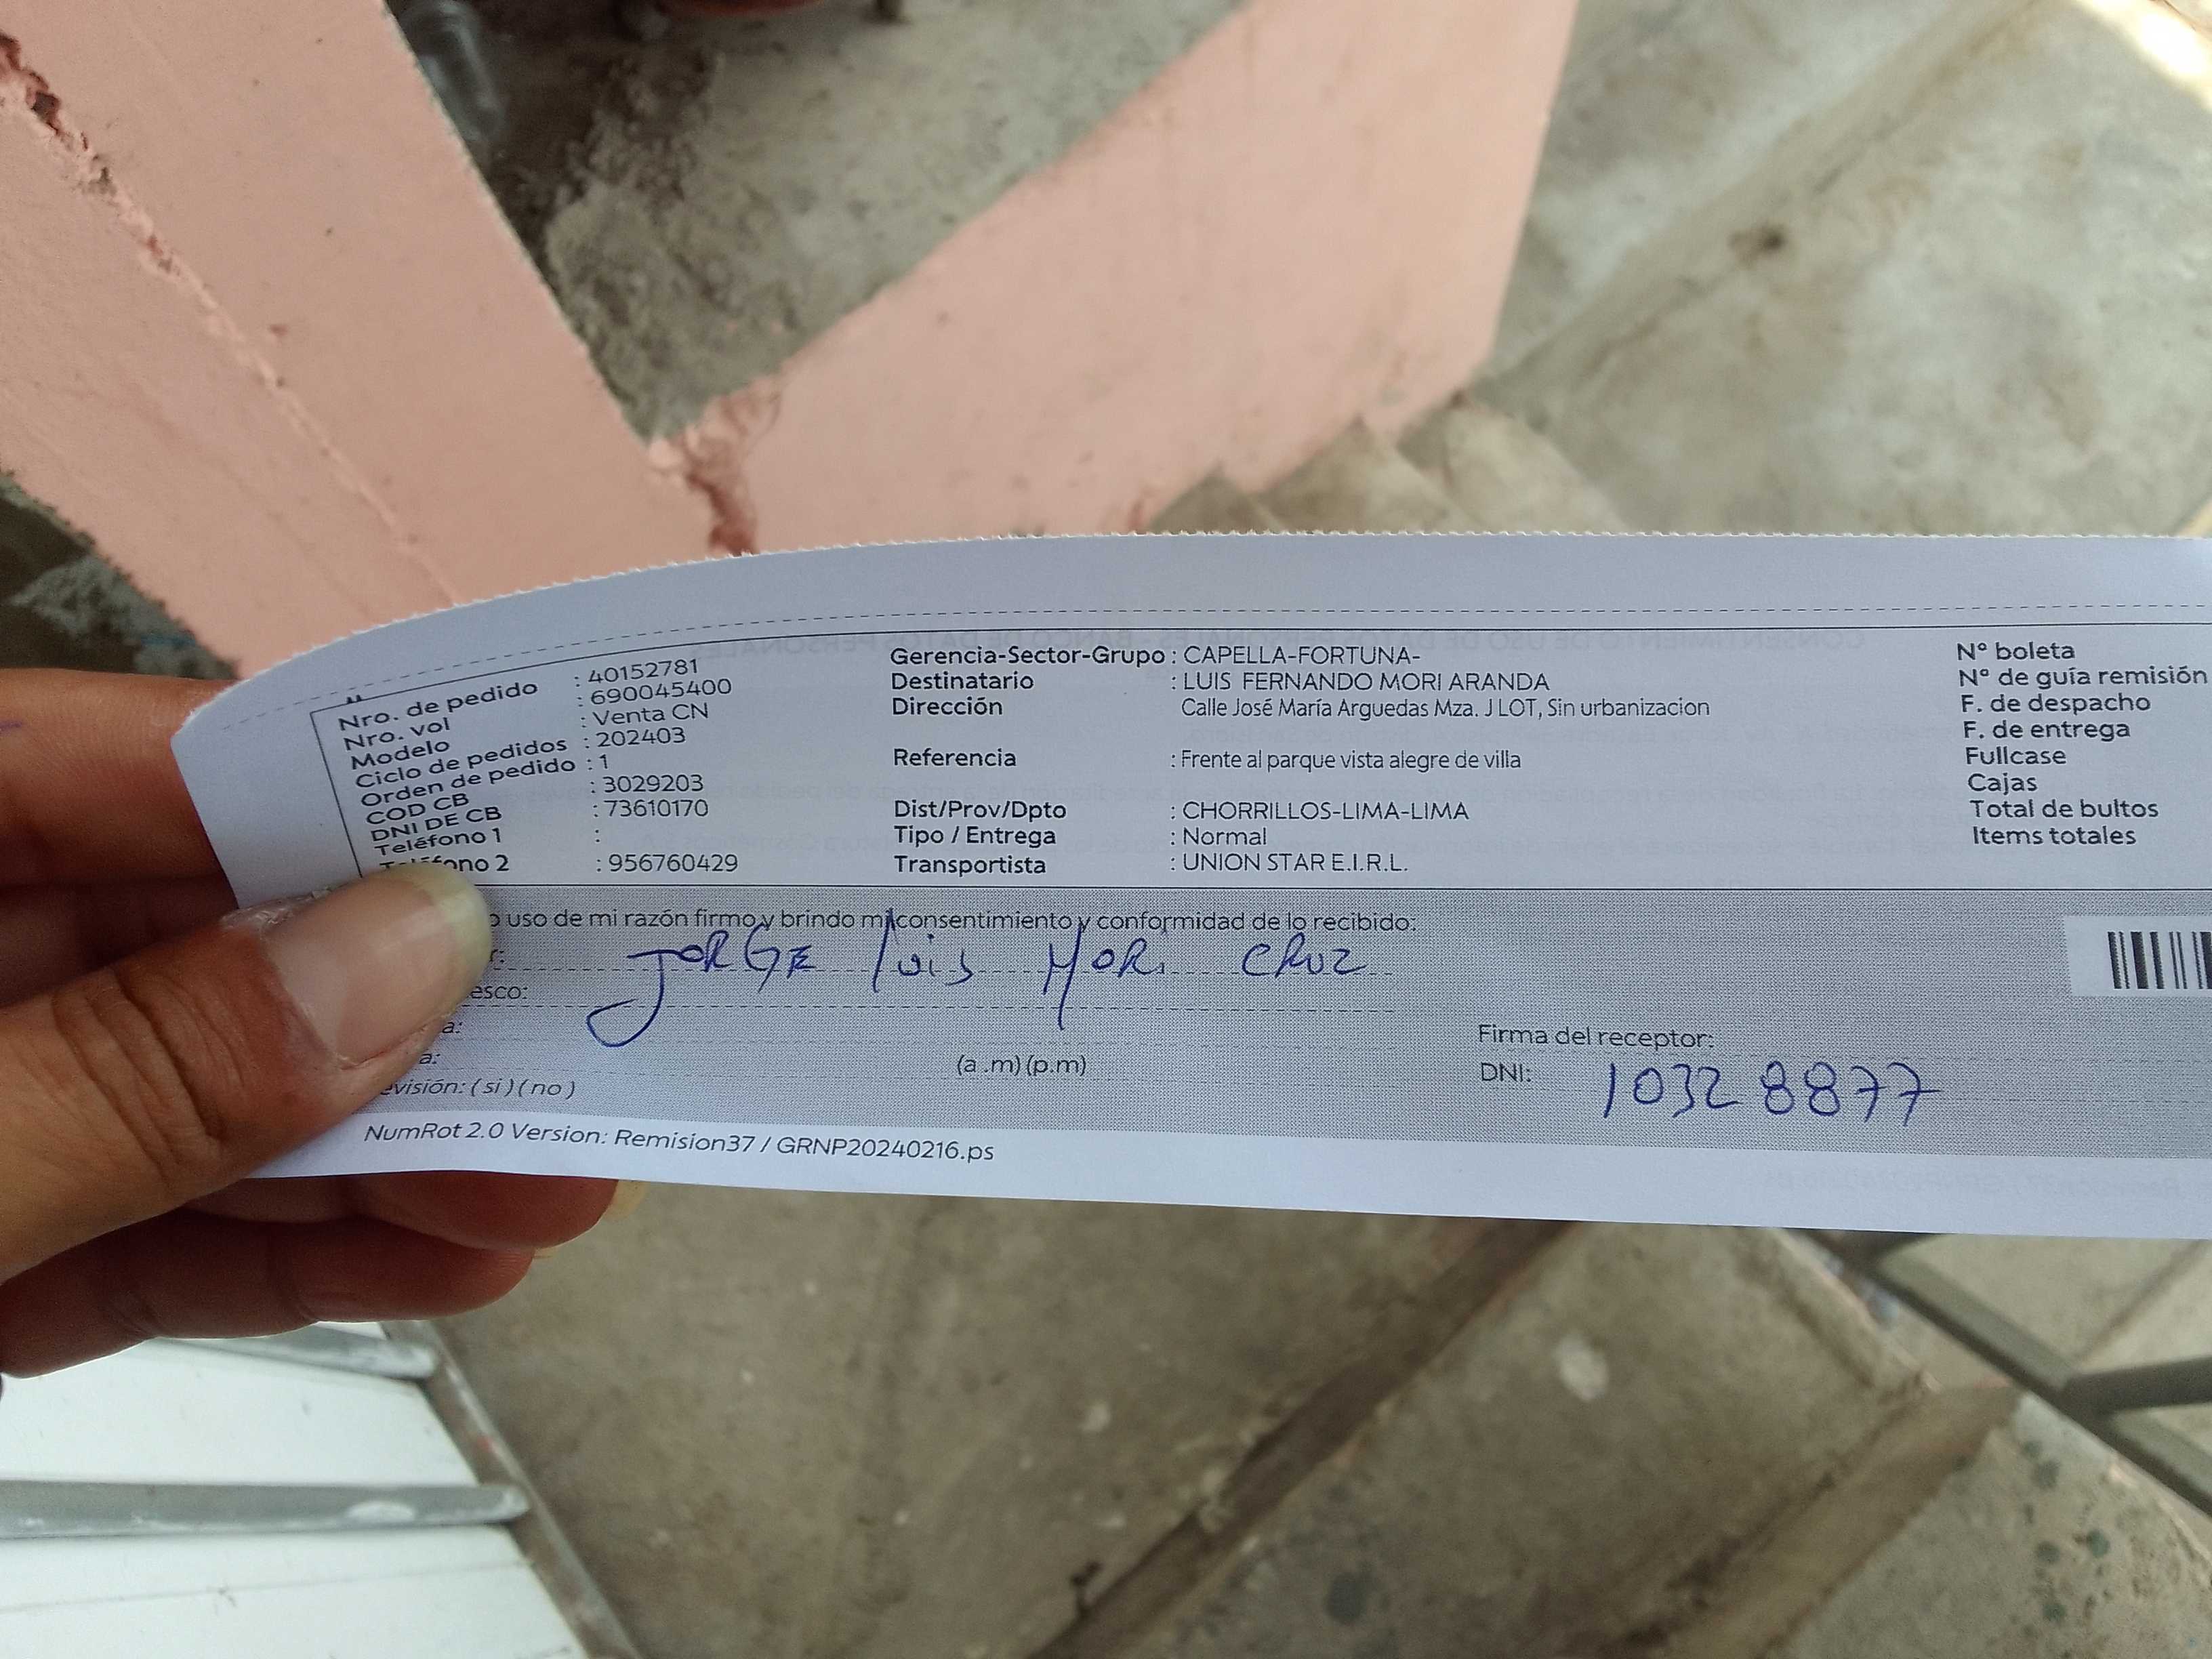 Nro. de pedido : 40152781
Nro. vol : 690045400
Modelo : Venta CN
Ciclo de pedidos : 202403
Orden de pedido : 1
COD CB : 3029203
DNI DE CB : 73610170
Teléfono 1 :
ono 2 : 956760429
Gerencia-Sector-Grupo : CAPELLA-FORTUNA-
Destinatario : LUIS FERNANDO MORI ARANDA
Dirección Calle José María Arguedas Mza. J LOT, Sin urbanizacion
Referencia : Frente al parque vista alegre de villa
Dist/Prov/Dpto : CHORRILLOS-LIMA-LIMA
Tipo / Entrega : Normal
Transportista : UNION STAR E.I.R.L.
N° boleta
N° de guía remisión
F. de despacho
F. de entrega
Fullcase
Cajas
Total de bultos
Items totales
uso de mi razón firmo y brindo mi consentimiento y conformidad de lo recibido:
r: JORGE Luis MORi CRUZ
esco:
a:
a: (a .m) (p.m)
evisión: ( si ) ( no )
Firma del receptor:
DNI: 10328877
NumRot 2.0 Version: Remision37 / GRNP20240216.ps